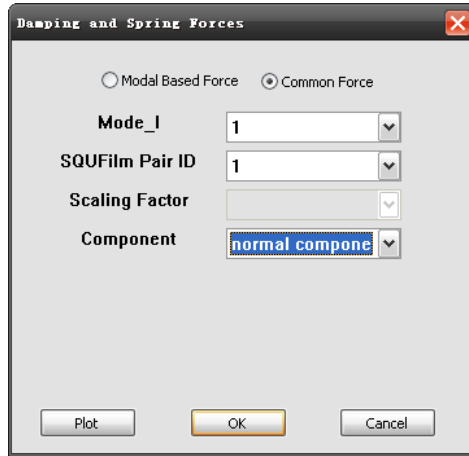 Damping and Spring Forces
Modal Based Force Common Force
Mode_I 1
SQUFilm Pair ID 1
Scaling Factor
Component normal compone
Plot OK Cancel